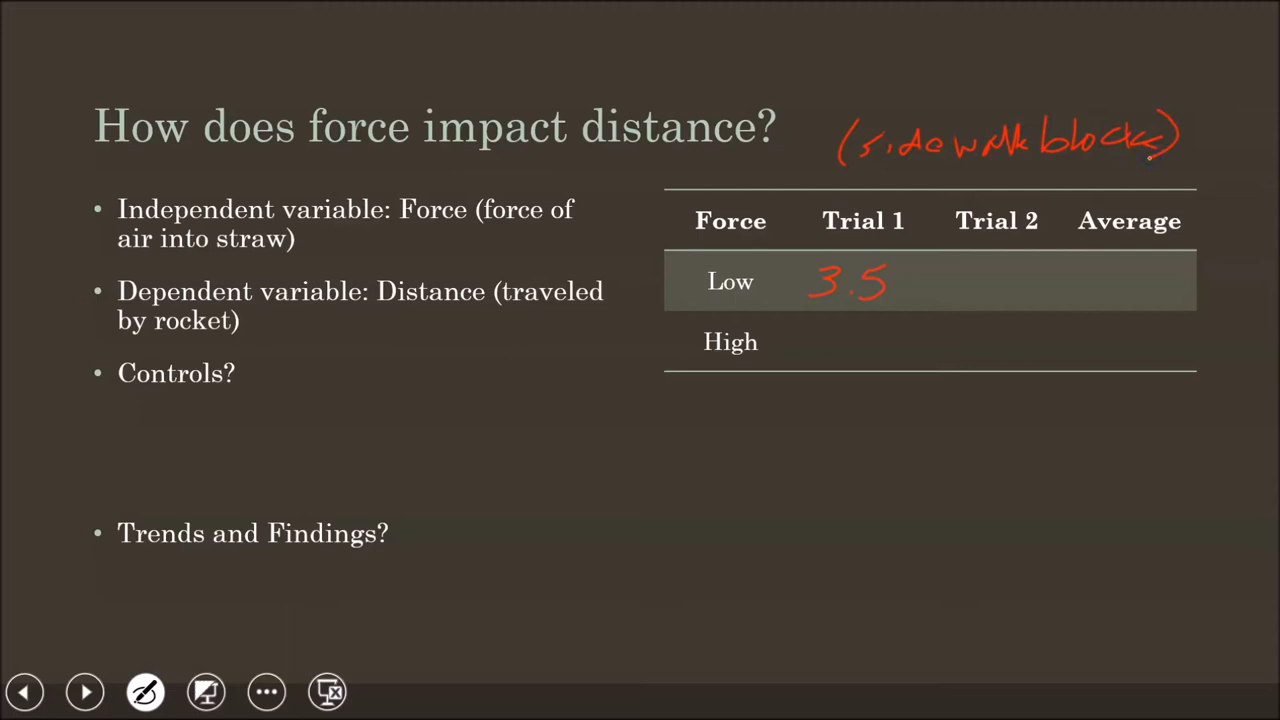 How does force impact distance?
(sidewalk blocks)
• Independent variable: Force (force of
air into straw)
• Dependent variable: Distance (traveled
by rocket)
• Controls?
• Trends and Findings?
Force Trial 1 Trial 2 Average
Low 3.5
High